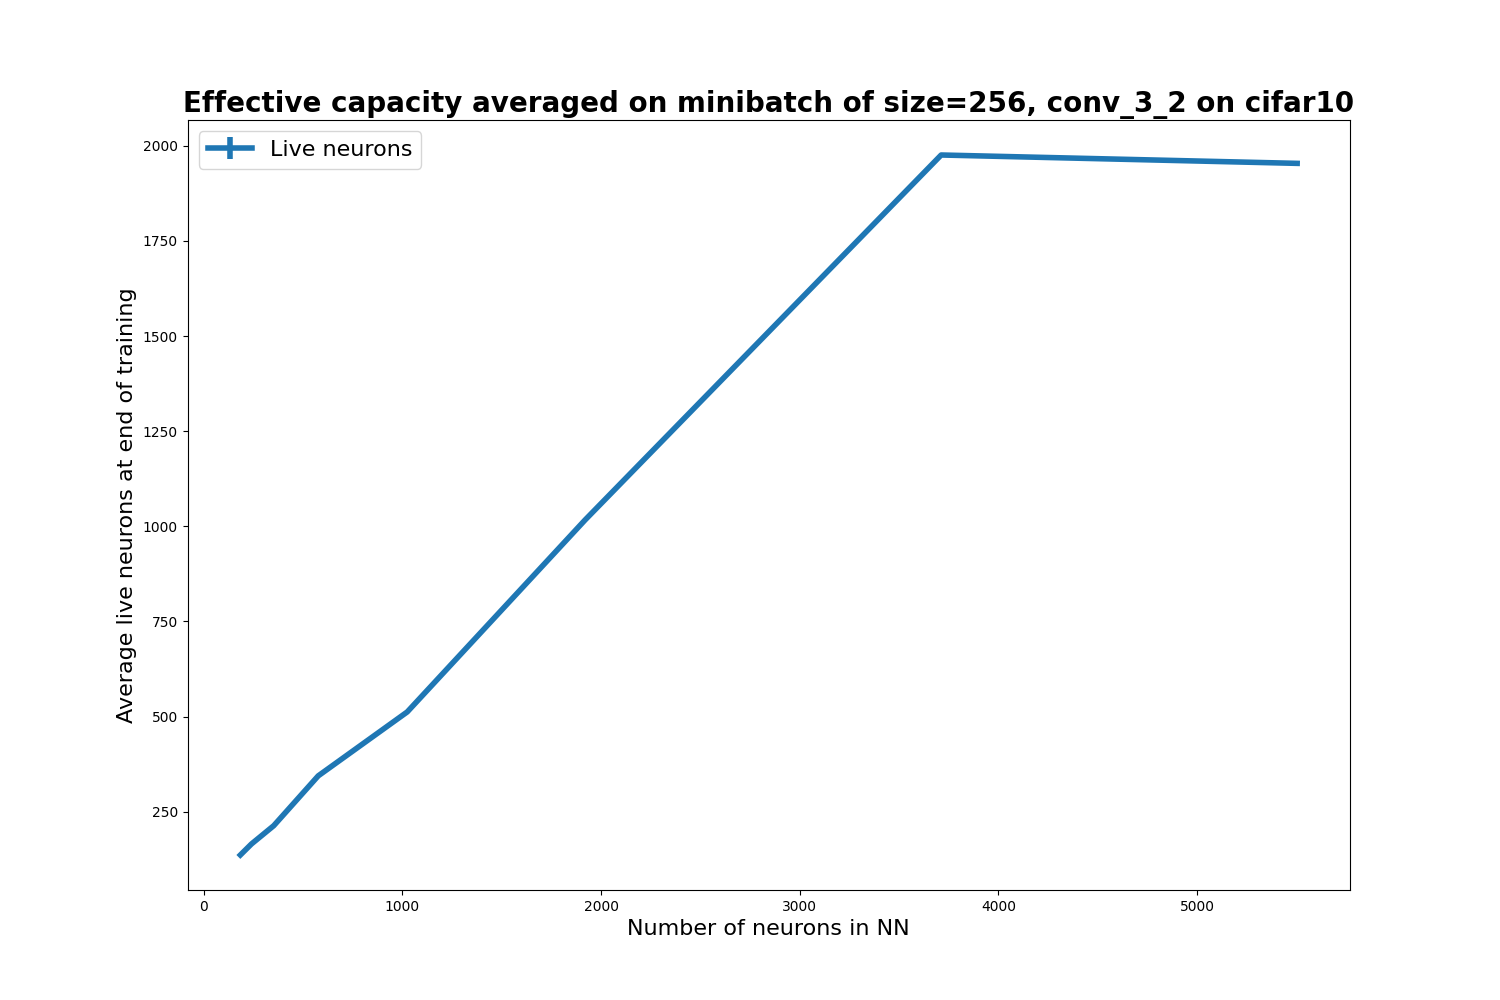 Effective capacity averaged on minibatch of size=256, conv_3_2 on cifar10
Live neurons
2000
1750
1500
1250
1000
750
500
250
Average live neurons at end of training
0 1000 2000 3000 4000 5000
Number of neurons in NN